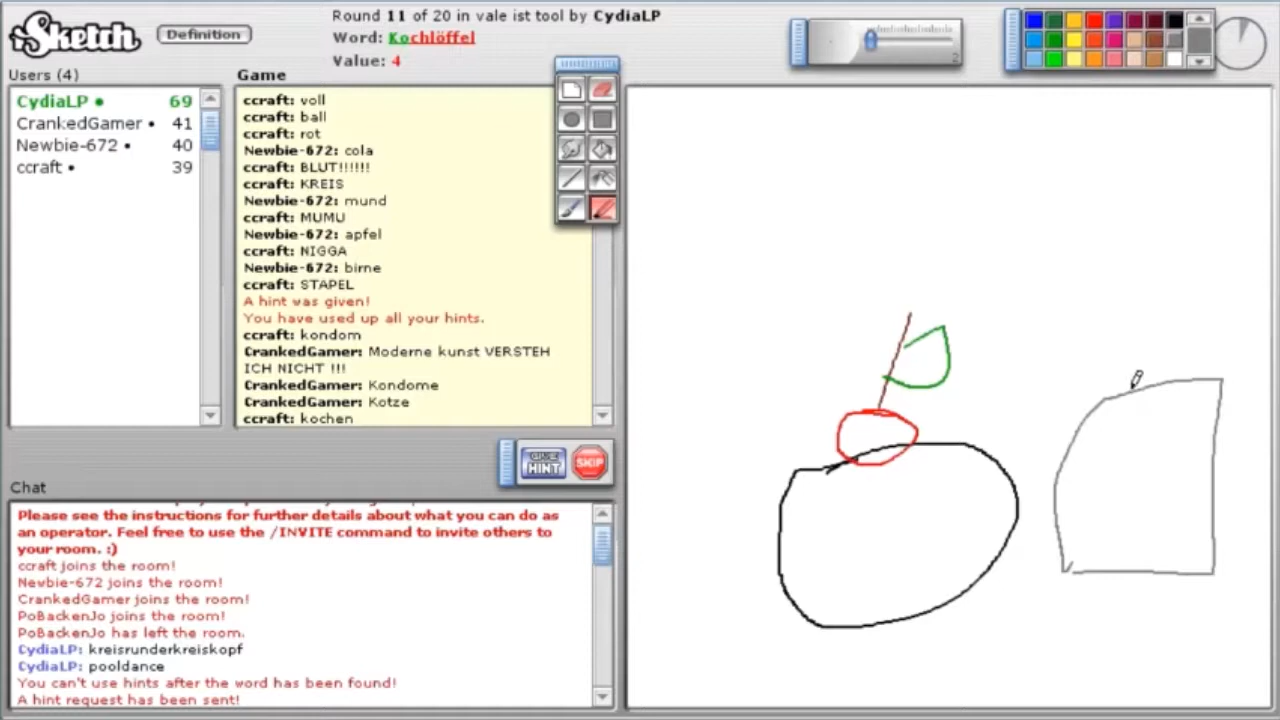 iSketch
Definition
Round 11 of 20 in vale ist tool by CydiaLP
Word: Kochlöffel
Value: 4
Users (4)
CydiaLP • 69
CrankedGamer • 41
Newbie-672 • 40
ccraft • 39
Game
ccraft: voll
ccraft: ball
ccraft: rot
Newbie-672: cola
ccraft: BLUT!!!!!!
ccraft: KREIS
Newbie-672: mund
ccraft: MUMU
Newbie-672: apfel
ccraft: NIGGA
Newbie-672: birne
ccraft: STAPEL
A hint was given!
You have used up all your hints.
ccraft: kondom
CrankedGamer: Moderne kunst VERSTEH
ICH NICHT !!!
CrankedGamer: Kondome
CrankedGamer: Kotze
ccraft: kochen
GIVE
HINT
SKIP
2
Chat
Please see the instructions for further details about what you can do as
an operator. Feel free to use the /INVITE command to invite others to
your room. :)
ccraft joins the room!
Newbie-672 joins the room!
CrankedGamer joins the room!
PoBackenJo joins the room!
PoBackenJo has left the room.
CydiaLP: kreisrunderkreiskopf
CydiaLP: pooldance
You can't use hints after the word has been found!
A hint request has been sent!